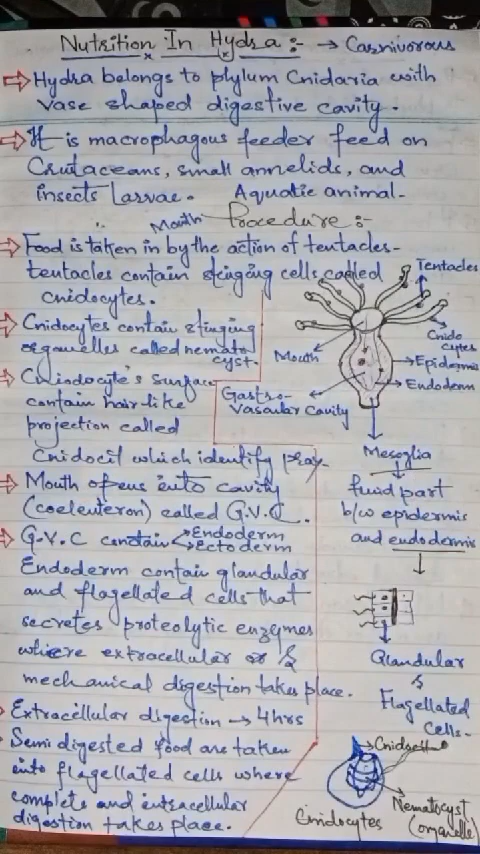 Nutrition In Hydra :- → Carnivorous
⇒ Hydra belongs to phylum Cnidaria with
Vase shaped digestive cavity.
⇒ It is macrophagous feeder feed on
Crutaceans, small annelids, and
insects Larvae. Aquatic animal-
Mouth Procedure :-
⇒ Food is taken in by the action of tentacles-
tentacles contain stinging cells called
cnidocytes.
⇒ Cnidocytes contain stinging
organelles called nemato
cyst.
⇒ Cniodocyte's surface
contain hair like
projection called
Cnidocil which identify pray.
⇒ Mouth opens into cavity
(coelenteron) called G.V.C.
⇒ G.V.C contain Endoderm
Ectoderm
Endoderm contain glandular
and flagellated cells that
secretes proteolytic enzymes
where extracellular or &
mechanical digestion takes place.
Extracellular digestion → 4hrs
Semi digested food are taken
into flagellated cells where
complete and intracellular
digestion takes place.
Tentacles
Cnido
cytes
Mouth
Epidermis
Endoderm
Gastro-
Vascular Cavity
Mesoglia
fluid part
b/w epidermis
and endodermis
Glandular
&
Flagellated
Cells.
Nematocyst
(organelle)
Cnidocytes